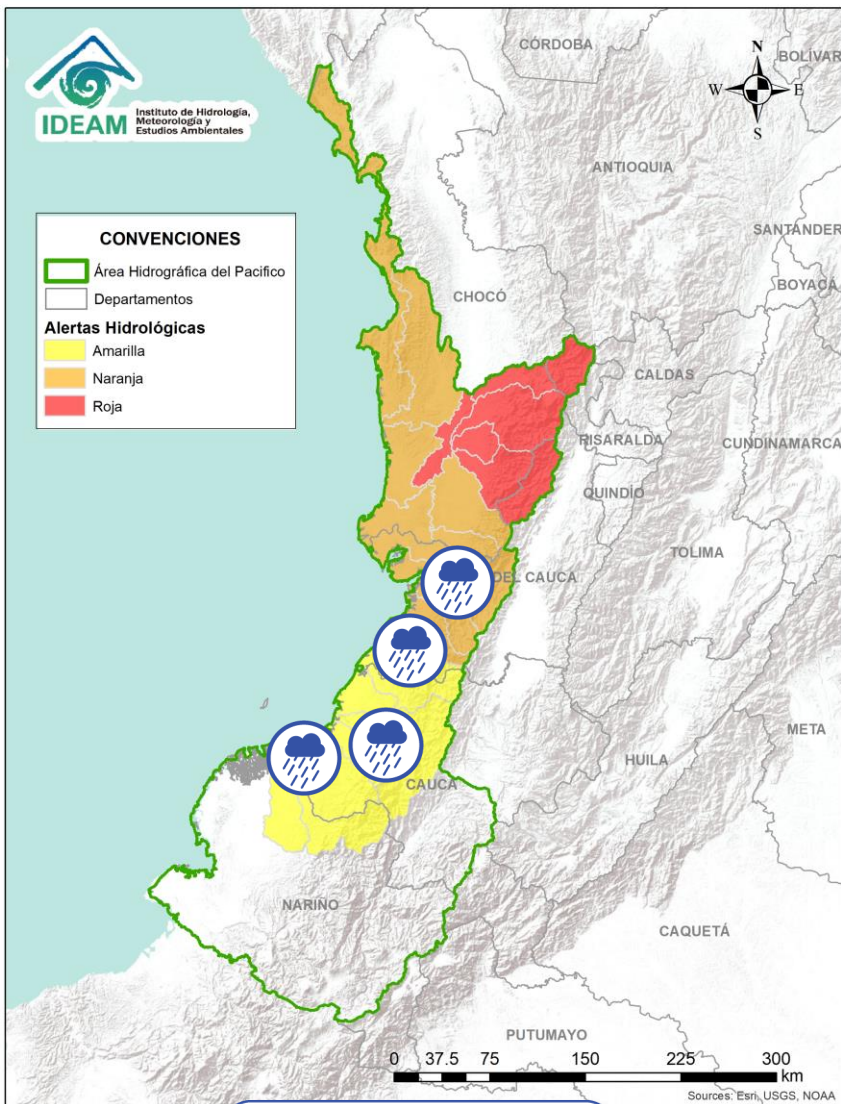 IDEAM
Instituto de Hidrología,
Meteorología y
Estudios Ambientales
CÓRDOBA
BOLÍVAR
N
W
E
S
ANTIOQUIA
SANTANDER
BOYACÁ
CONVENCIONES
Área Hidrográfica del Pacifico
Departamentos
Alertas Hidrológicas
Amarilla
Naranja
Roja
CHOCÓ
CALDAS
RISARALDA
CUNDINAMARCA
QUINDÍO
TOLIMA
DEL CAUCA
META
HUILA
CAUCA
NARIÑO
CAQUETÁ
PUTUMAYO
0 37.5 75 150 225 300
km
Sources: Esri, USGS, NOAA